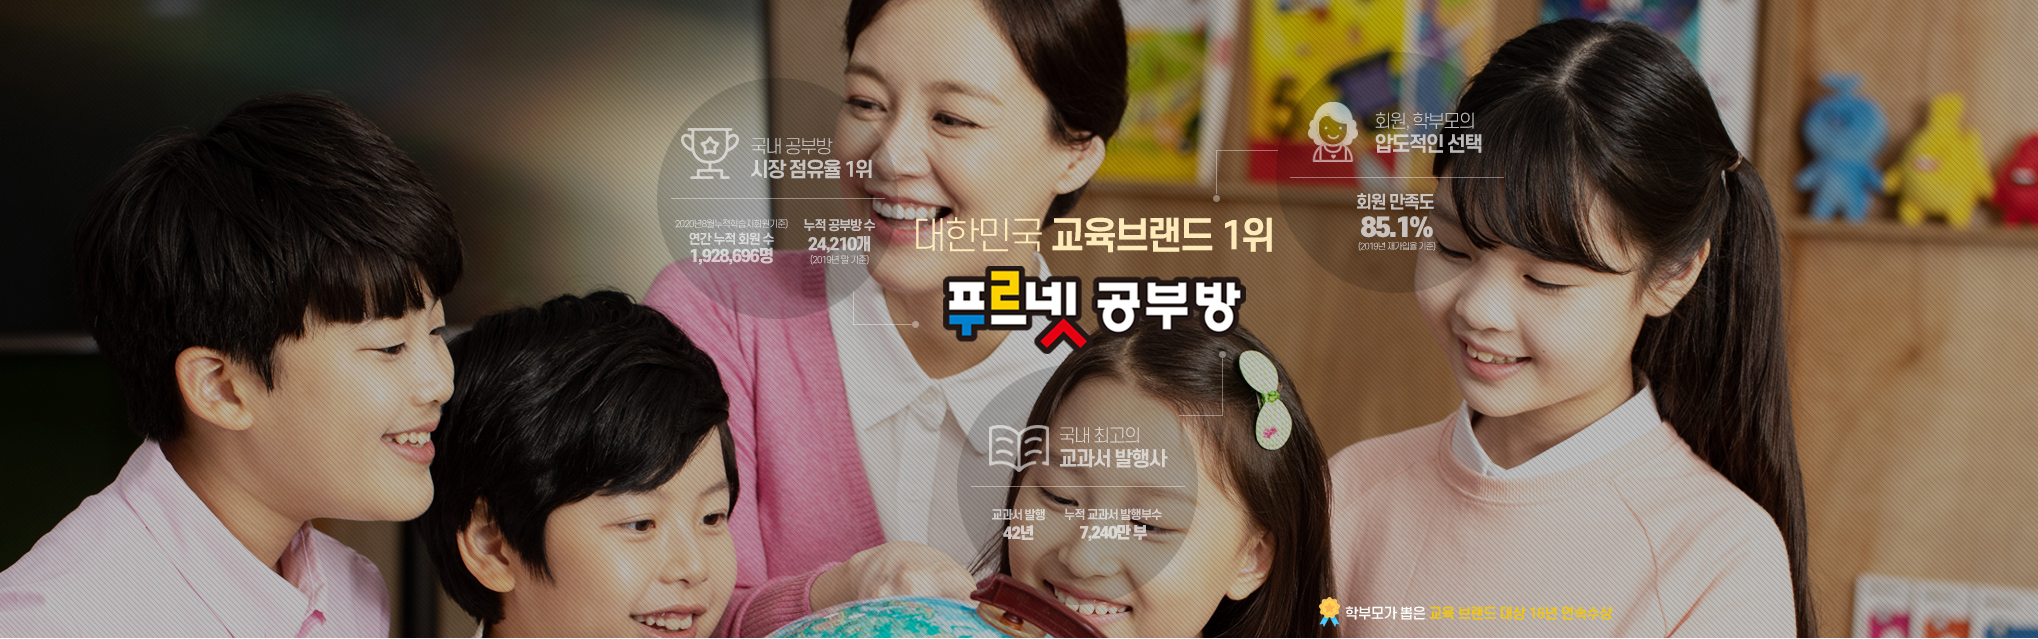 국내 공부방
시장 점유율 1위
2020년8월누적학습지회원기준)
연간 누적 회원 수
1,928,696명
누적 공부방 수
24,210개
(2019년 말 기준)
회원, 학부모의
압도적인 선택
회원 만족도
85.1%
(2019년 재가입율 기준)
대한민국 교육브랜드 1위
푸르넷 공부방
국내 최고의
교과서 발행사
교과서 발행
42년
누적 교과서 발행부수
7,240만 부
학부모가 뽑은 교육 브랜드 대상 16년 연속수상